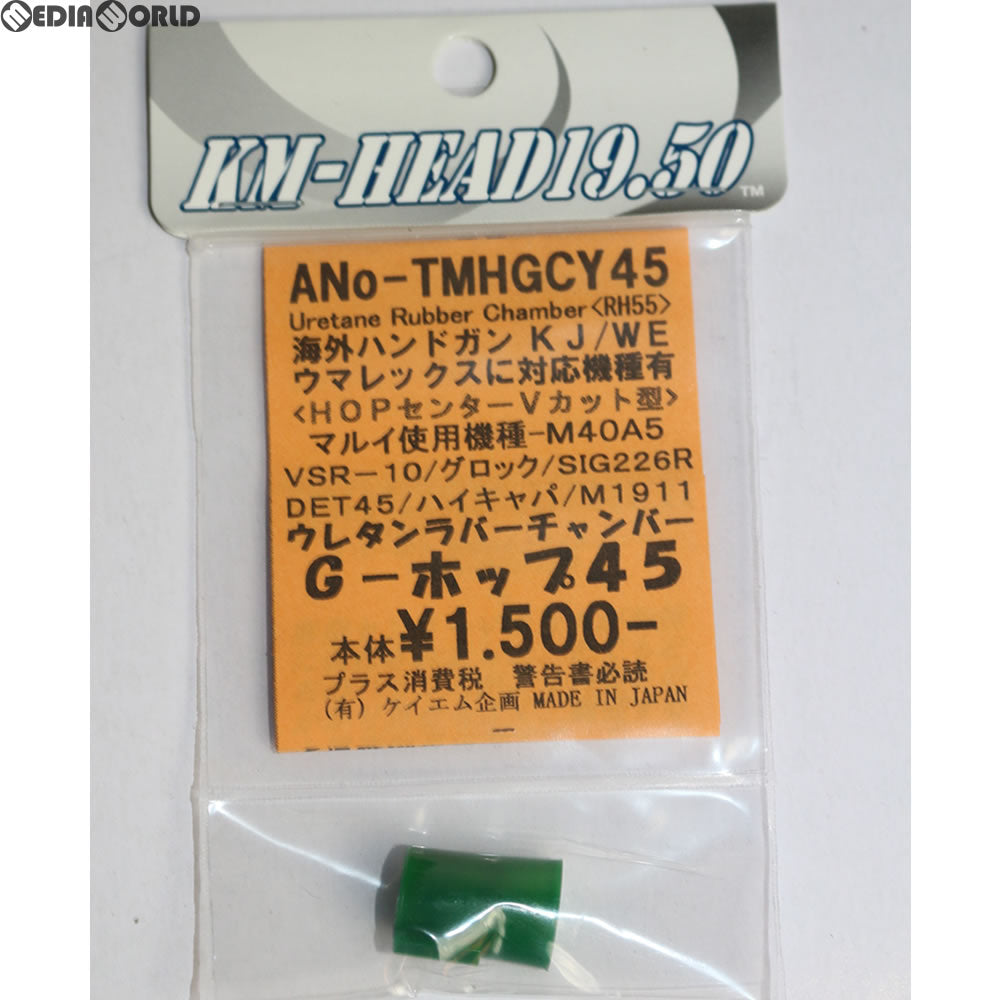 MEDIAWORLD
KM-HEAD19.50 TM
ANo-TMHGCY45
Uretane Rubber Chamber<RH55>
海外ハンドガン KJ/WE
ウマレックスに対応機種有
<HOPセンターVカット型>
マルイ使用機種-M40A5
VSR-10/グロック/SIG226R
DET45/ハイキャパ/M1911
ウレタンラバーチャンバー
G-ホップ45
本体¥1.500-
プラス消費税 警告書必読
(有) ケイエム企画 MADE IN JAPAN